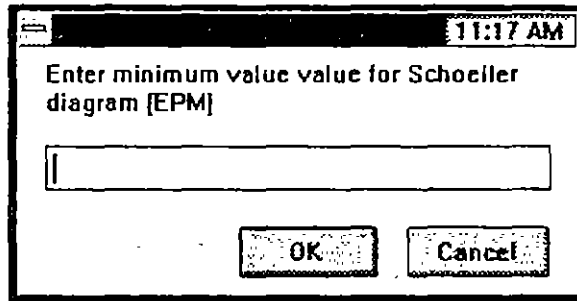 11:17 AM
Enter minimum value value for Schoeller
diagram [EPM]
OK
Cancel